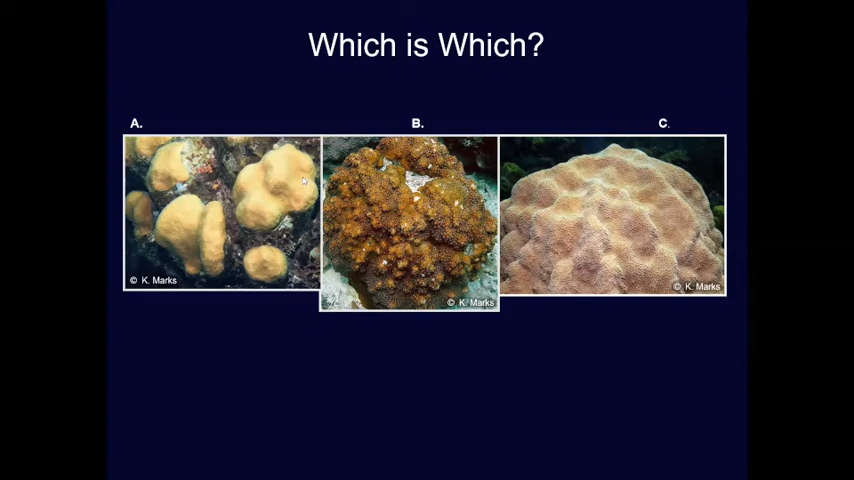 Which is Which?
A.
B.
C.
© K. Marks
© K. Marks
© K. Marks